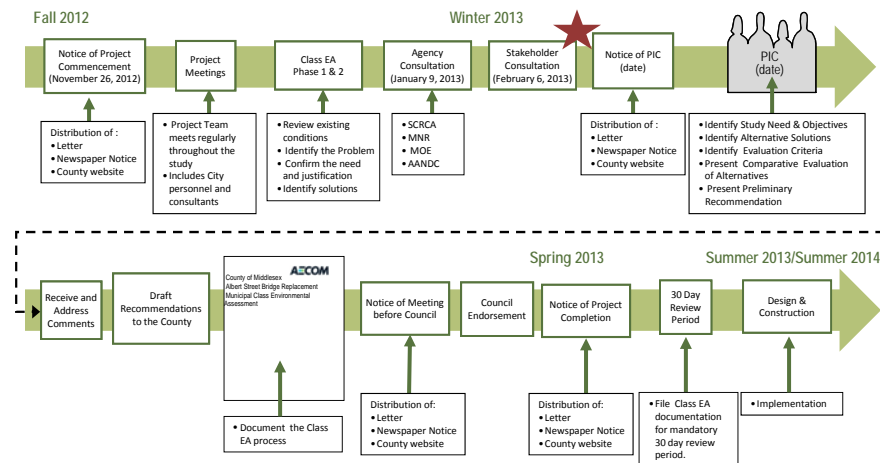 Fall 2012
Winter 2013
Notice of Project
Commencement
(November 26, 2012)
Project
Meetings
Class EA
Phase 1 & 2
Agency
Consultation
(January 9, 2013)
Stakeholder
Consultation
(February 6, 2013)
Notice of PIC
(date)
PIC
(date)
Distribution of :
• Letter
• Newspaper Notice
• County website
• Project Team
meets regularly
throughout the
study
• Includes City
personnel and
consultants
• Review existing
conditions
• Identify the Problem
• Confirm the need
and justification
• Identify solutions
• SCRCA
• MNR
• MOE
• AANDC
Distribution of :
• Letter
• Newspaper Notice
• County website
• Identify Study Need & Objectives
• Identify Alternative Solutions
• Identify Evaluation Criteria
• Present Comparative Evaluation
of Alternatives
• Present Preliminary
Recommendation
Spring 2013
Summer 2013/Summer 2014
Receive and
Address
Comments
Draft
Recommendations
to the County
AECOM
County of Middlesex
Albert Street Bridge Replacement
Municipal Class Environmental
Assessment
Notice of Meeting
before Council
Council
Endorsement
Notice of Project
Completion
30 Day
Review
Period
Design &
Construction
• Document the Class
EA process
Distribution of:
• Letter
• Newspaper Notice
• County website
Distribution of:
• Letter
• Newspaper Notice
• County website
• File Class EA
documentation
for mandatory
30 day review
period.
• Implementation